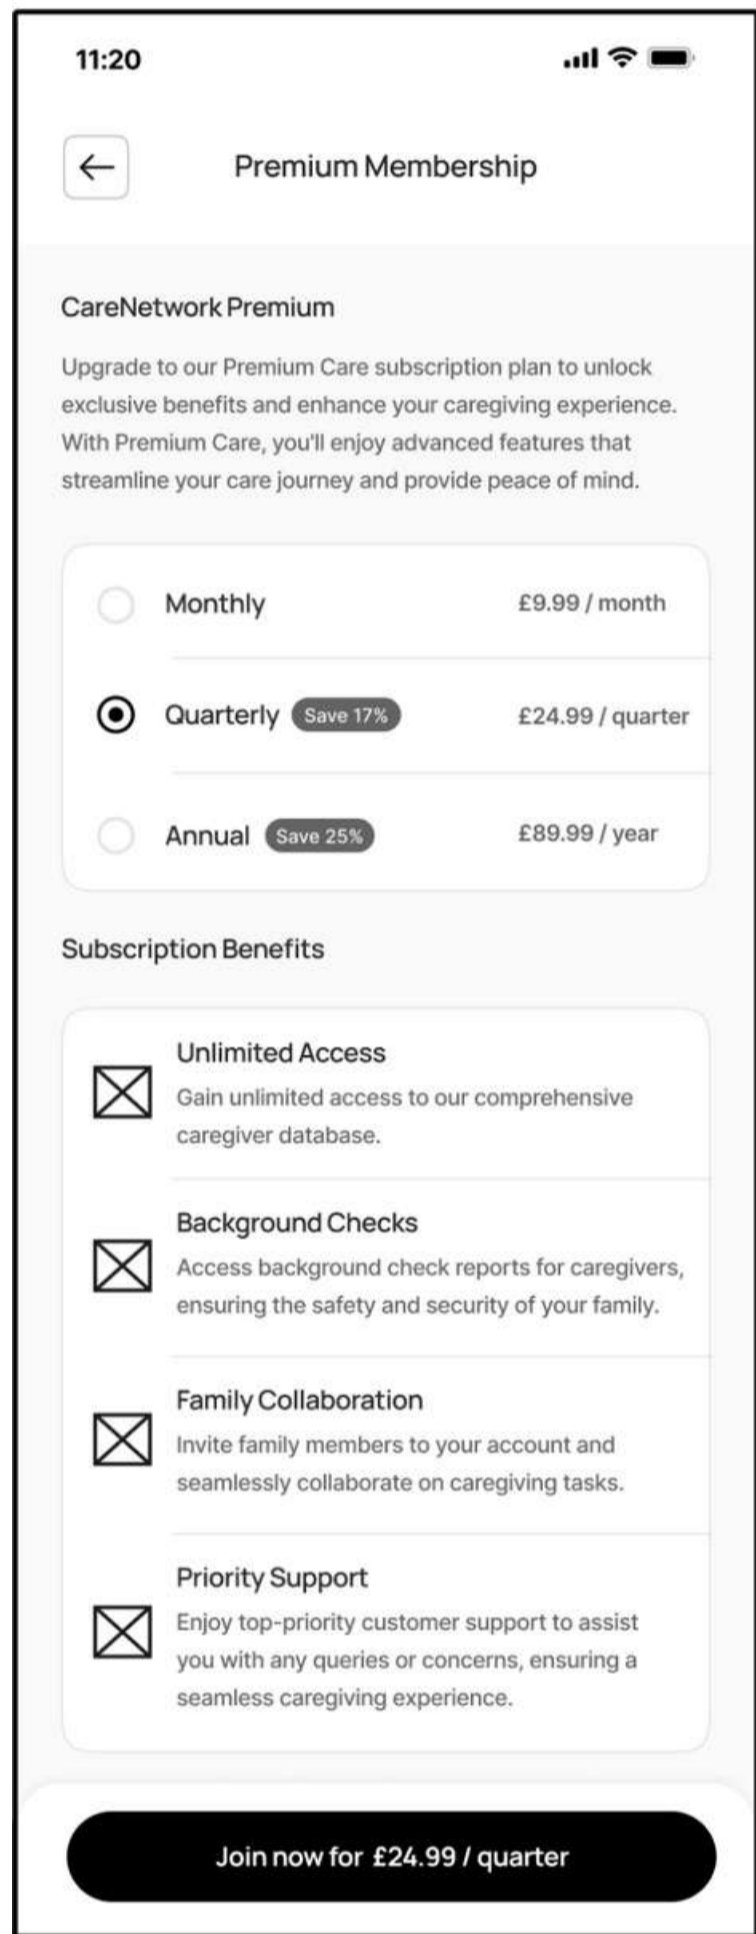 11:20
Premium Membership
CareNetwork Premium
Upgrade to our Premium Care subscription plan to unlock
exclusive benefits and enhance your caregiving experience.
With Premium Care, you'll enjoy advanced features that
streamline your care journey and provide peace of mind.
Monthly £9.99 / month
Quarterly Save 17% £24.99 / quarter
Annual Save 25% £89.99 / year
Subscription Benefits
Unlimited Access
Gain unlimited access to our comprehensive
caregiver database.
Background Checks
Access background check reports for caregivers,
ensuring the safety and security of your family.
Family Collaboration
Invite family members to your account and
seamlessly collaborate on caregiving tasks.
Priority Support
Enjoy top-priority customer support to assist
you with any queries or concerns, ensuring a
seamless caregiving experience.
Join now for £24.99 / quarter